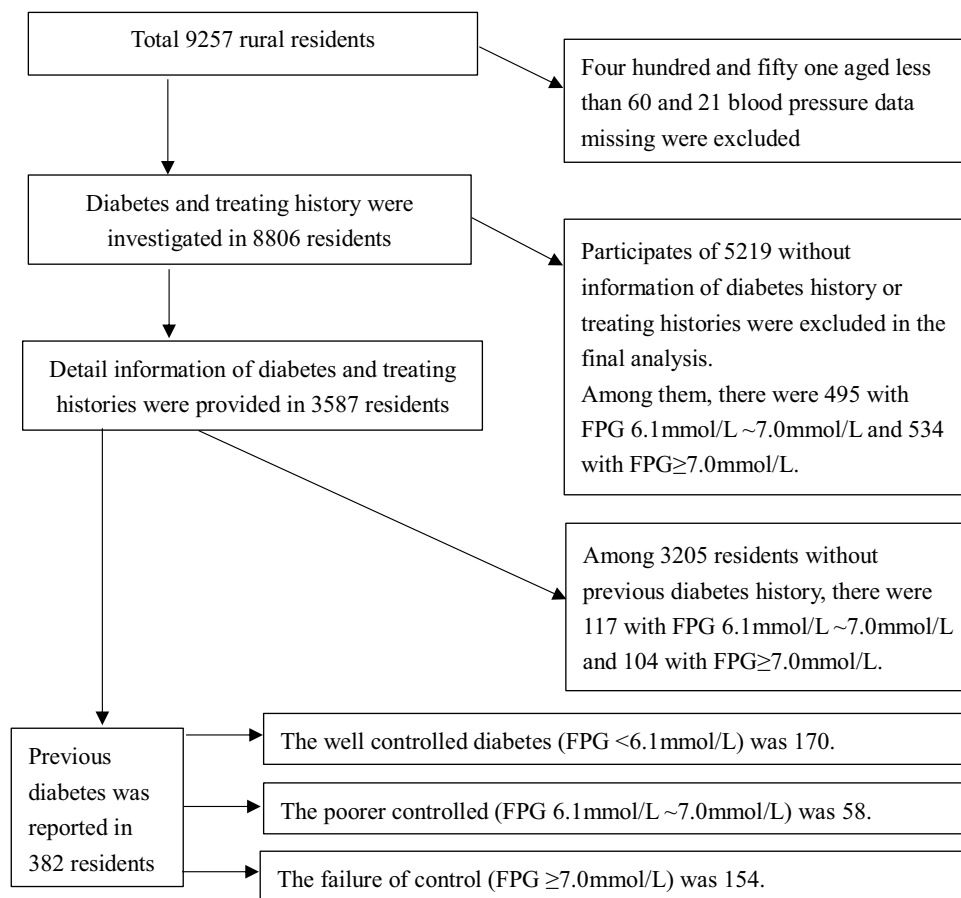 Total 9257 rural residents
Four hundred and fifty one aged less
than 60 and 21 blood pressure data
missing were excluded
Diabetes and treating history were
investigated in 8806 residents
Participates of 5219 without
information of diabetes history or
treating histories were excluded in the
final analysis.
Among them, there were 495 with
FPG 6.1mmol/L ~7.0mmol/L and 534
with FPG≥7.0mmol/L.
Detail information of diabetes and treating
histories were provided in 3587 residents
Among 3205 residents without
previous diabetes history, there were
117 with FPG 6.1mmol/L ~7.0mmol/L
and 104 with FPG≥7.0mmol/L.
Previous
diabetes was
reported in
382 residents
The well controlled diabetes (FPG <6.1mmol/L) was 170.
The poorer controlled (FPG 6.1mmol/L ~7.0mmol/L) was 58.
The failure of control (FPG ≥7.0mmol/L) was 154.